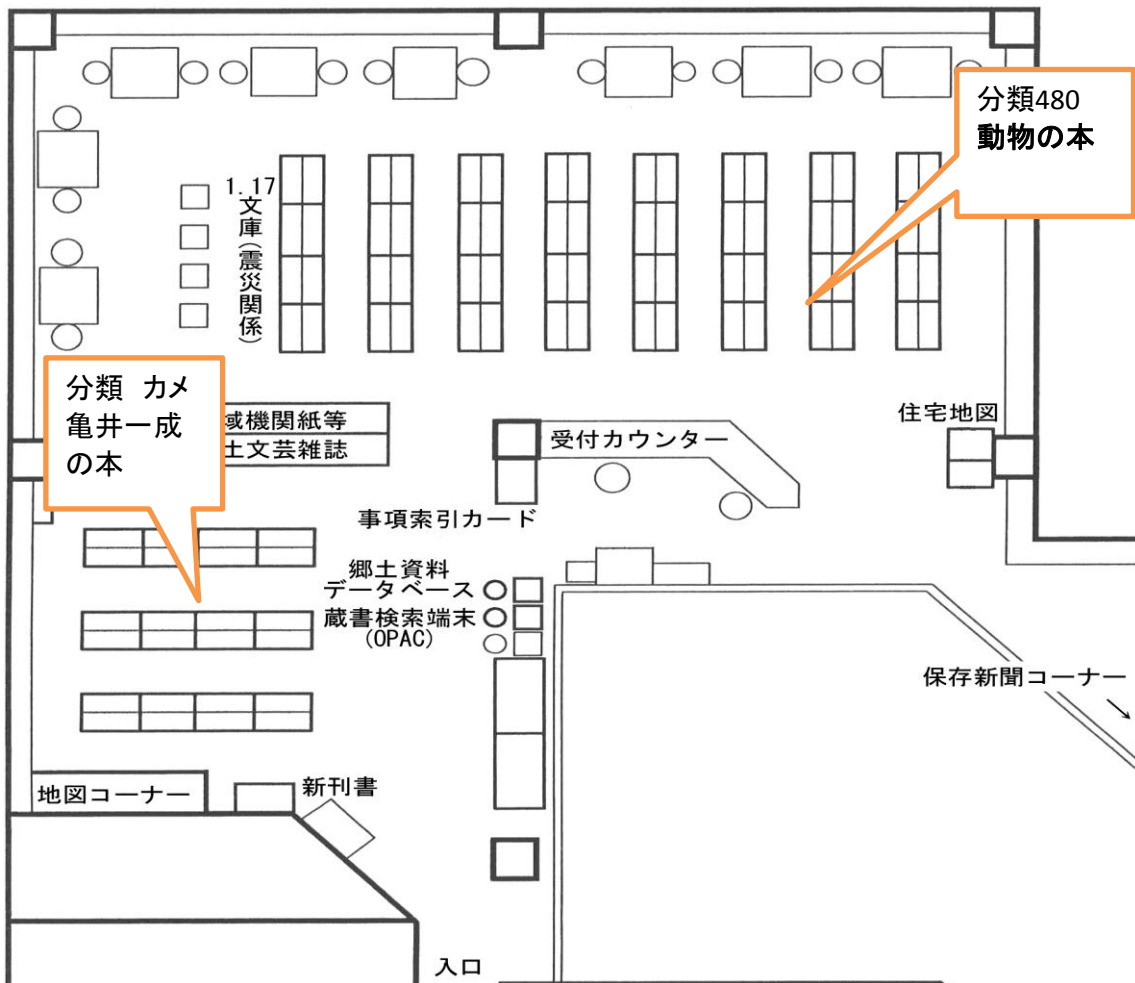 分類480
動物の本
1.17
文庫(震災関係)
分類 カメ
亀井一成
の本
域機関紙等
土文芸雑誌
受付カウンター
住宅地図
事項索引カード
郷土資料
データベース
蔵書検索端末
(OPAC)
保存新聞コーナー
→
地図コーナー
新刊書
入口